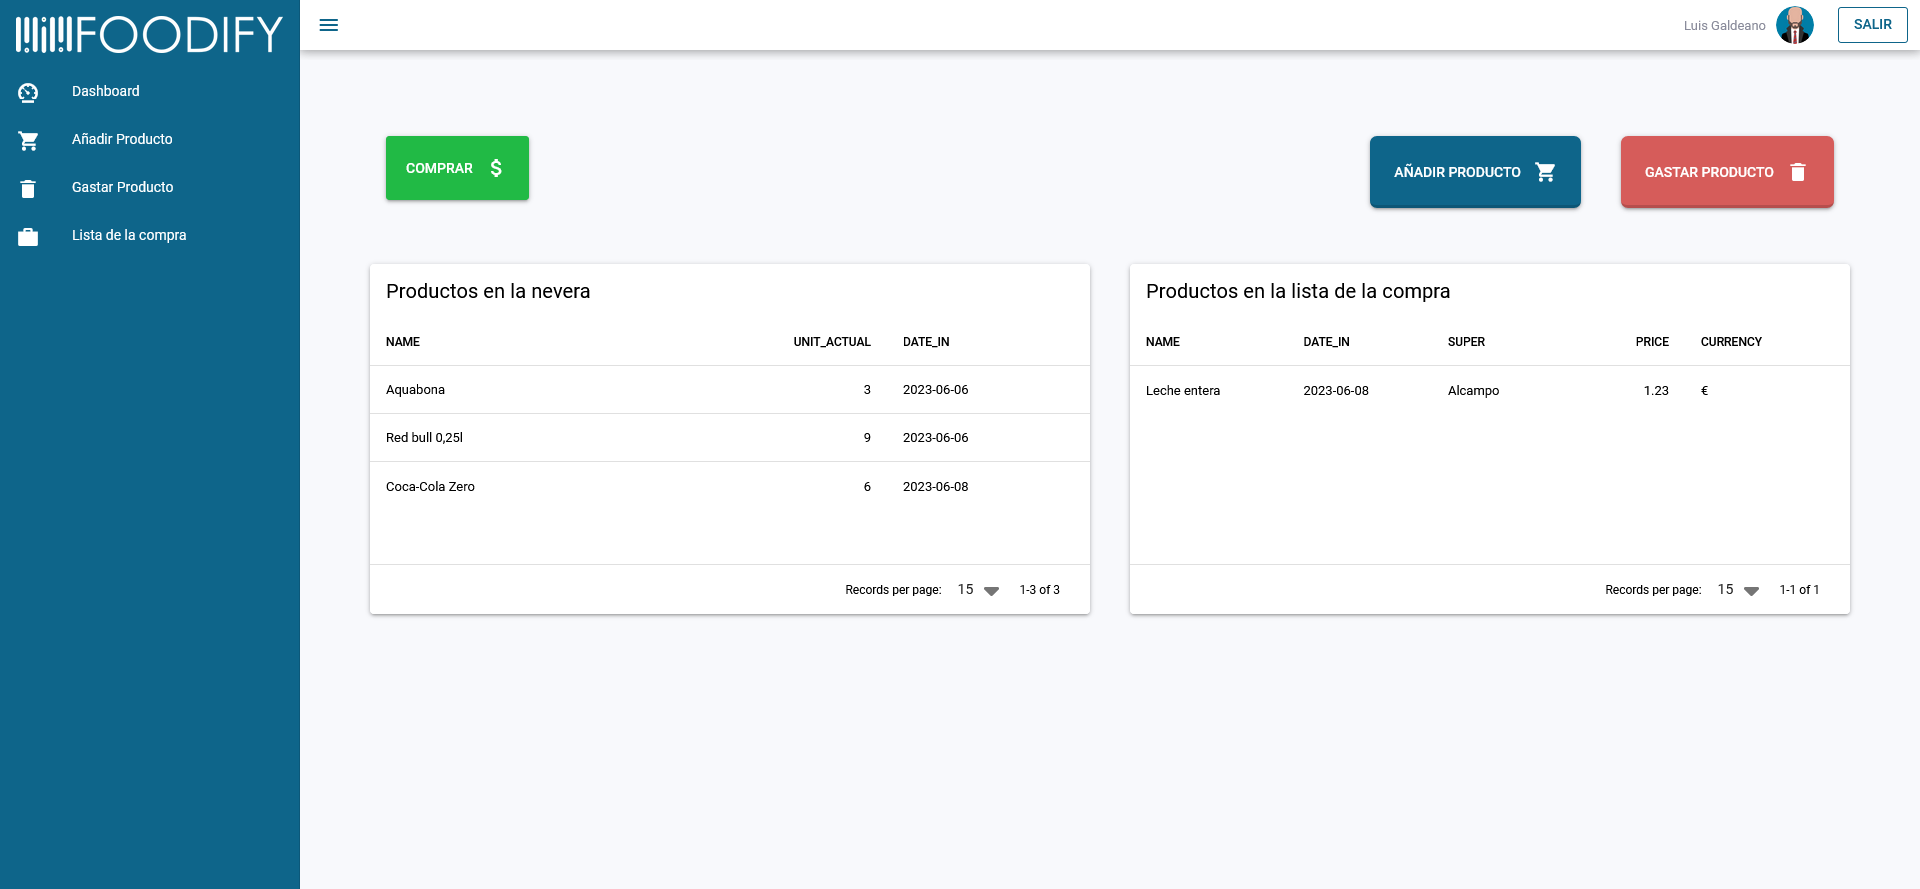 FOODIFY
Luis Galdeano
SALIR
Dashboard
Añadir Producto
Gastar Producto
Lista de la compra
COMPRAR $
AÑADIR PRODUCTO
GASTAR PRODUCTO
Productos en la nevera
NAME UNIT_ACTUAL DATE_IN
Aquabona 3 2023-06-06
Red bull 0,25l 9 2023-06-06
Coca-Cola Zero 6 2023-06-08
Records per page: 15 1-3 of 3
Productos en la lista de la compra
NAME DATE_IN SUPER PRICE CURRENCY
Leche entera 2023-06-08 Alcampo 1.23 €
Records per page: 15 1-1 of 1